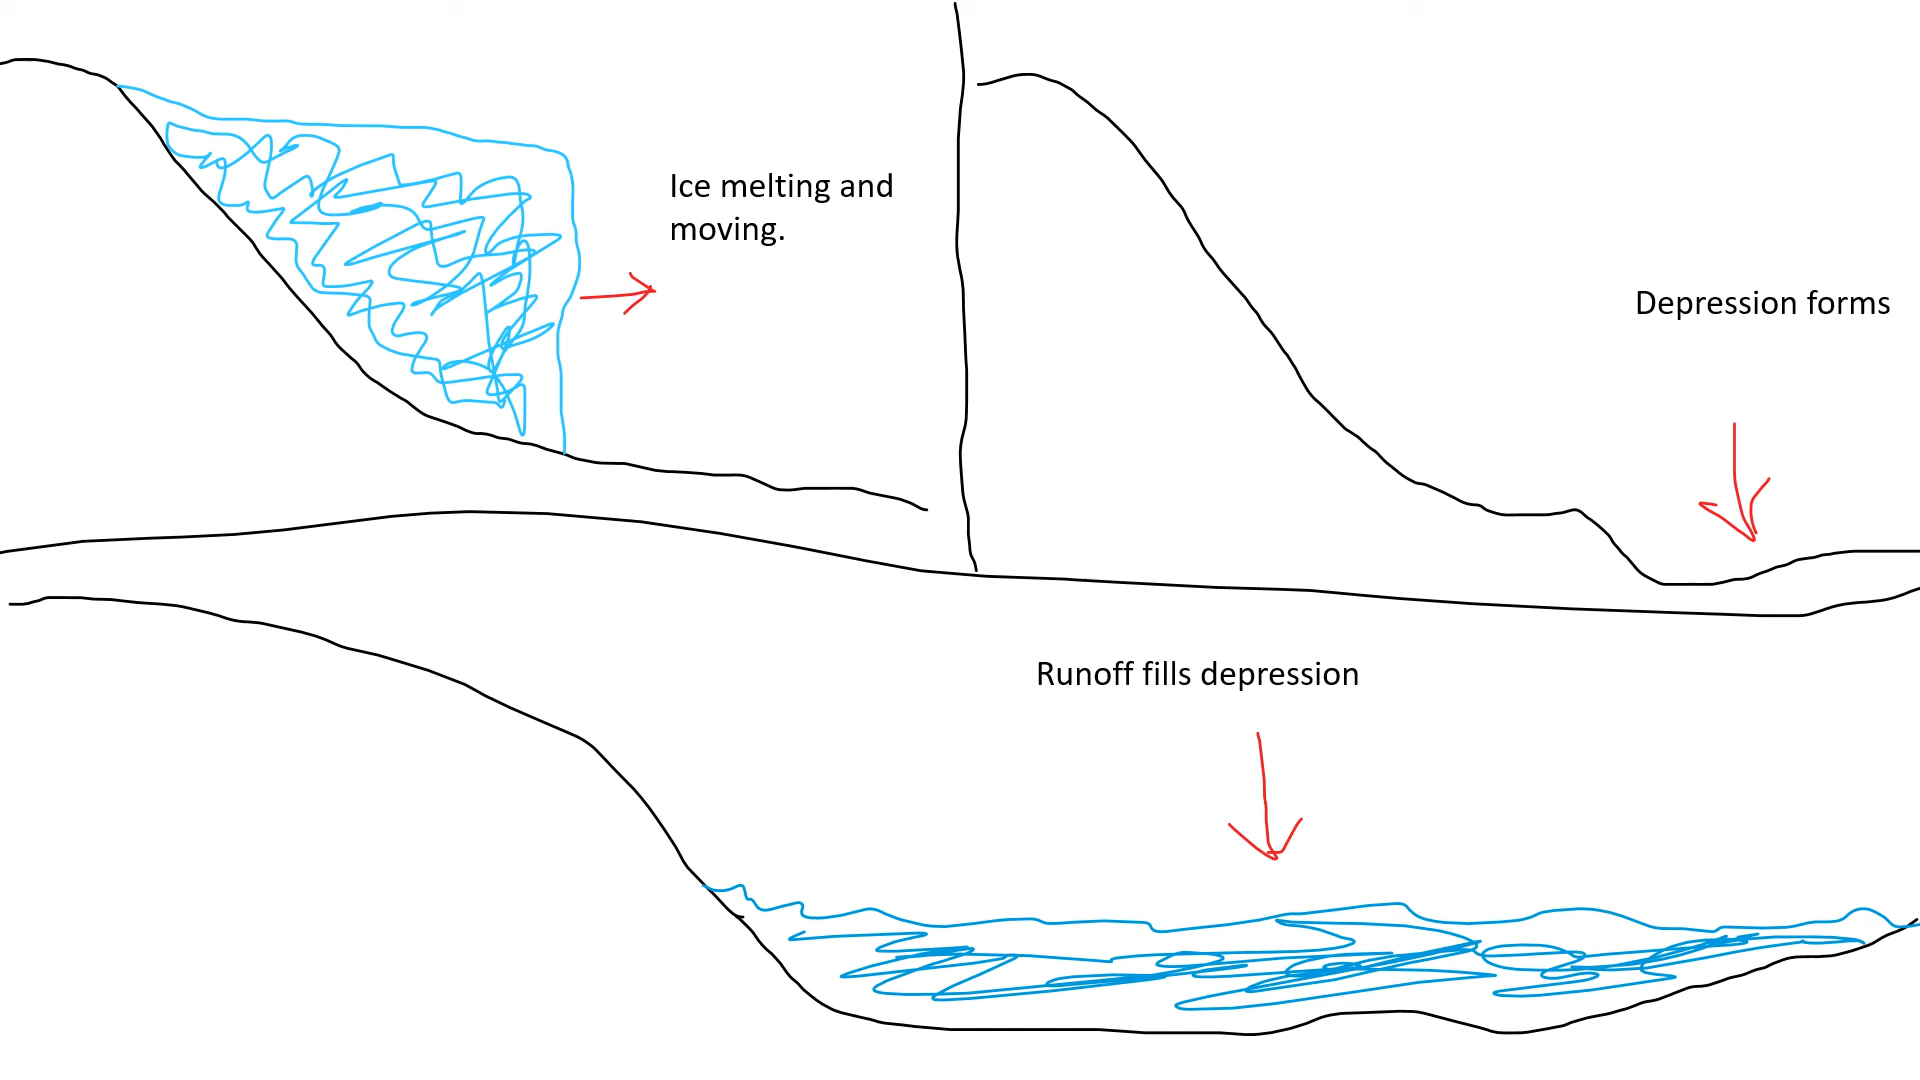 Ice melting and
moving.
Depression forms
Runoff fills depression